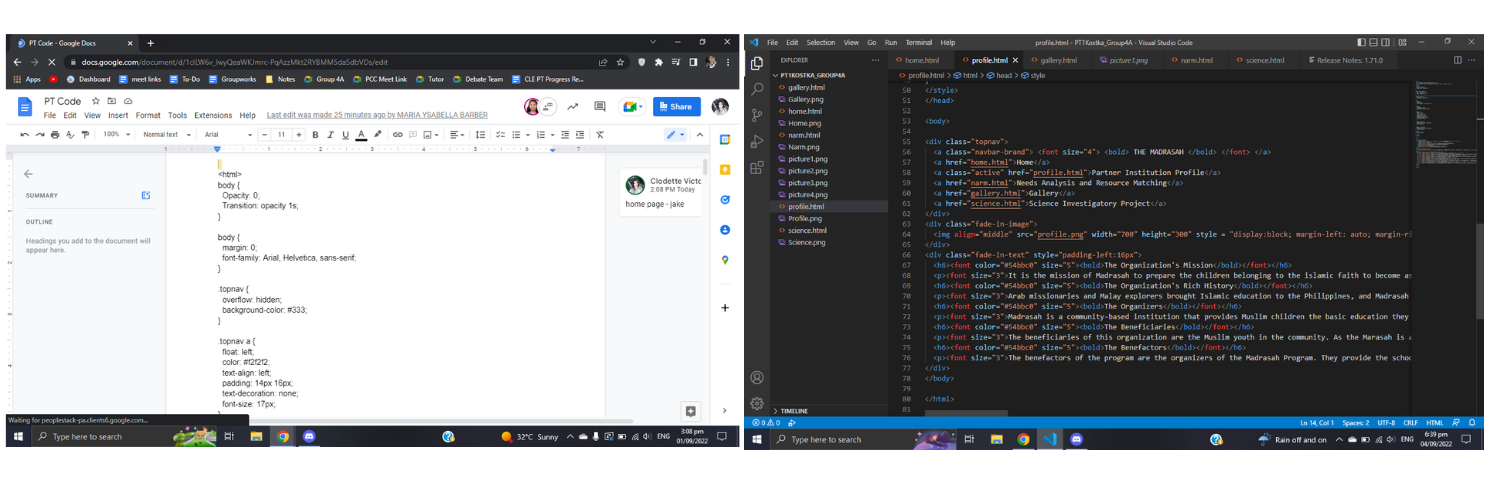 PT Code - Google Docs
docs.google.com/document/d/
Apps
Dashboard
meet links
To-Do
Groupworks
Notes
Group 4A
PCC Meet Link
Tutor
Debate Team
CLE PT Progress Re...
PT Code
File Edit View Insert Format Tools Extensions Help
Last edit was made 25 minutes ago by MARIA YSABELLA BARBER
Share
100%
Normal text
Arial
11
SUMMARY
OUTLINE
Headings you add to the document will
appear here.
<html>
body {
Opacity: 0;
Transition: opacity 1s;
}
body {
margin: 0;
font-family: Arial, Helvetica, sans-serif;
}
.topnav {
overflow: hidden;
background-color: #333;
}
.topnav a {
float: left;
color: #f2f2f2;
text-align: left;
padding: 14px 16px;
text-decoration: none;
font-size: 17px;
Clodette Victo
2:08 PM Today
home page - jake
Waiting for peoplestack-pa.clients6.google.com...
Type here to search
32°C Sunny
ENG
3:08 pm
01/09/2022
File Edit Selection View Go Run Terminal Help
profile.html - PT1Kostka_Group4A - Visual Studio Code
EXPLORER
PT1KOSTKA_GROUP4A
gallery.html
Gallery.png
home.html
Home.png
narm.html
Narm.png
picture1.png
picture2.png
picture3.png
picture4.png
profile.html
Profile.png
science.html
Science.png
TIMELINE
home.html
profile.html
gallery.html
picture1.png
narm.html
science.html
Release Notes: 1.71.0
profile.html > html > head > style
50 </style>
51 </head>
52
53 <body>
54
55 <div class="topnav">
56 <a class="navbar-brand"> <font size="4"> <bold> THE MADRASAH </bold> </font> </a>
57 <a href="home.html">Home</a>
58 <a class="active" href="profile.html">Partner Institution Profile</a>
59 <a href="narm.html">Needs Analysis and Resource Matching</a>
60 <a href="gallery.html">Gallery</a>
61 <a href="science.html">Science Investigatory Project</a>
62 </div>
63 <div class="fade-in-image">
64 <img align="middle" src="profile.png" width="700" height="300" style = "display:block; margin-left: auto; margin-ri
65 </div>
66 <div class="fade-in-text" style="padding-left:16px">
67 <h6><font color="#54bbc0" size="5"><bold>The Organization's Mission</bold></font></h6>
68 <p><font size="3">It is the mission of Madrasah to prepare the children belonging to the islamic faith to become as
69 <h6><font color="#54bbc0" size="5"><bold>The Organization's Rich History</bold></font></h6>
70 <p><font size="3">Arab missionaries and Malay explorers brought Islamic education to the Philippines, and Madrasah
71 <h6><font color="#54bbc0" size="5"><bold>The Organizers</bold></font></h6>
72 <p><font size="3">Madrasah is a community-based institution that provides Muslim children the basic education they
73 <h6><font color="#54bbc0" size="5"><bold>The Beneficiaries</bold></font></h6>
74 <p><font size="3">The beneficiaries of this organization are the Muslim youth in the community. As the Marasah is a
75 <h6><font color="#54bbc0" size="5"><bold>The Benefactors</bold></font></h6>
76 <p><font size="3">The benefactors of the program are the organizers of the Madrasah Program. They provide the schoo
77 </div>
78 </body>
79
80 </html>
81
0 0
Ln 14, Col 1 Spaces: 2 UTF-8 CRLF HTML
Type here to search
Rain off and on
ENG
6:39 pm
04/09/2022